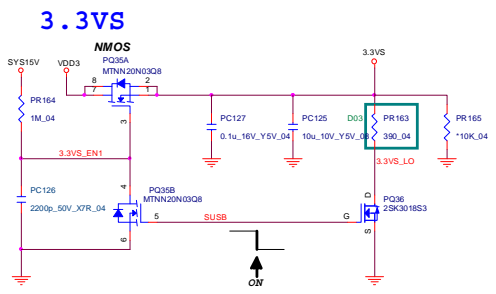 3.3VS
NMOS
SYS15V
VDD3
PQ35A
MTNN20N03Q8
3.3VS
8
7
2
1
3
PR164
1M_04
PC127
0.1u_16V_Y5V_04
PC125
10u_10V_Y5V_08
D03
PR163
390_04
PR165
*10K_04
3.3VS_EN1
3.3VS_LO
PC126
2200p_50V_X7R_04
4
PQ35B
MTNN20N03Q8
5
6
SUSB
G
D
S
PQ36
2SK3018S3
ON